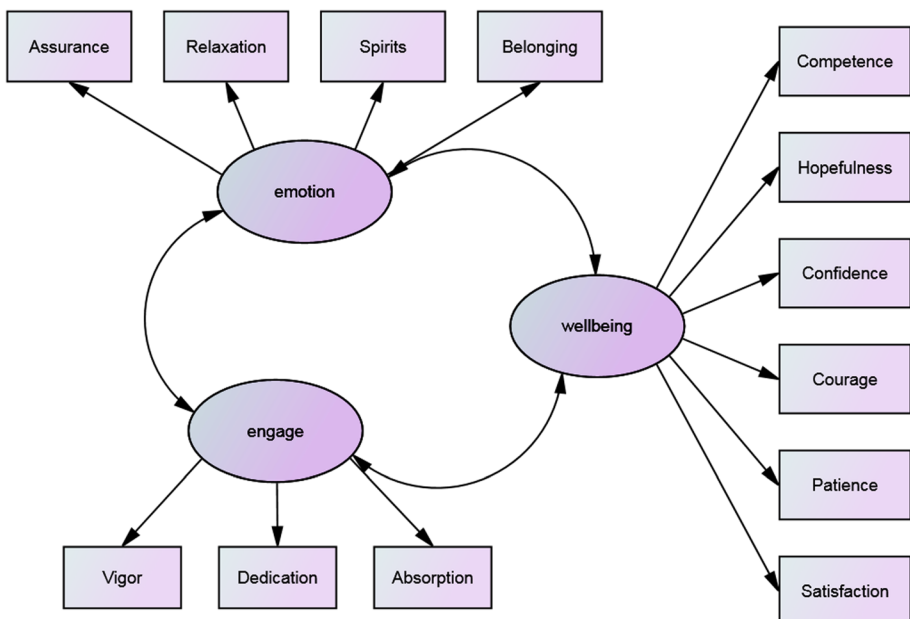 Assurance
Relaxation
Spirits
Belonging
Competence
Hopefulness
Confidence
Courage
Patience
Satisfaction
emotion
wellbeing
engage
Vigor
Dedication
Absorption